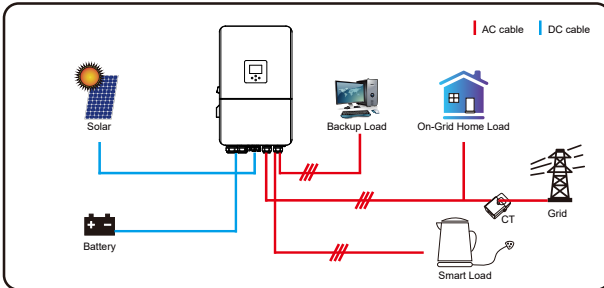 AC cable
DC cable
Solar
Backup Load
On-Grid Home Load
CT
Grid
Battery
Smart Load